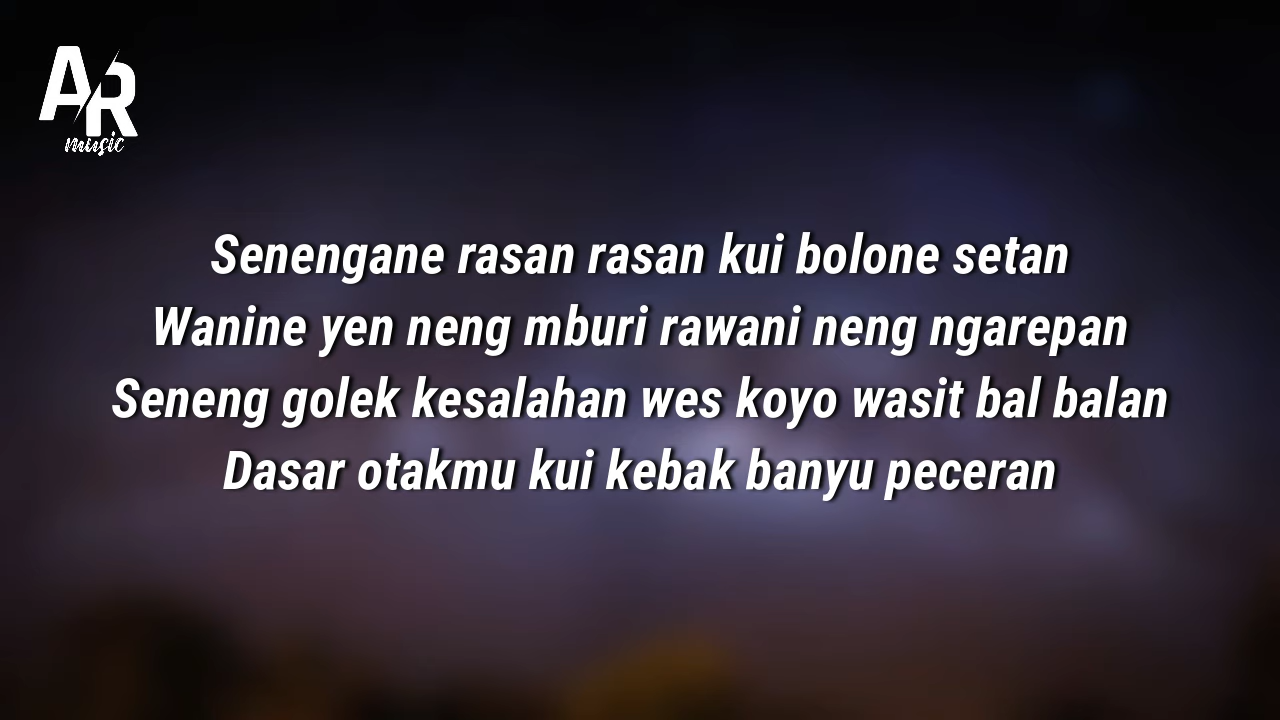 AR
music
Senengane rasan rasan kui bolone setan
Wanine yen neng mburi rawani neng ngarepan
Seneng golek kesalahan wes koyo wasit bal balan
Dasar otakmu kui kebak banyu peceran